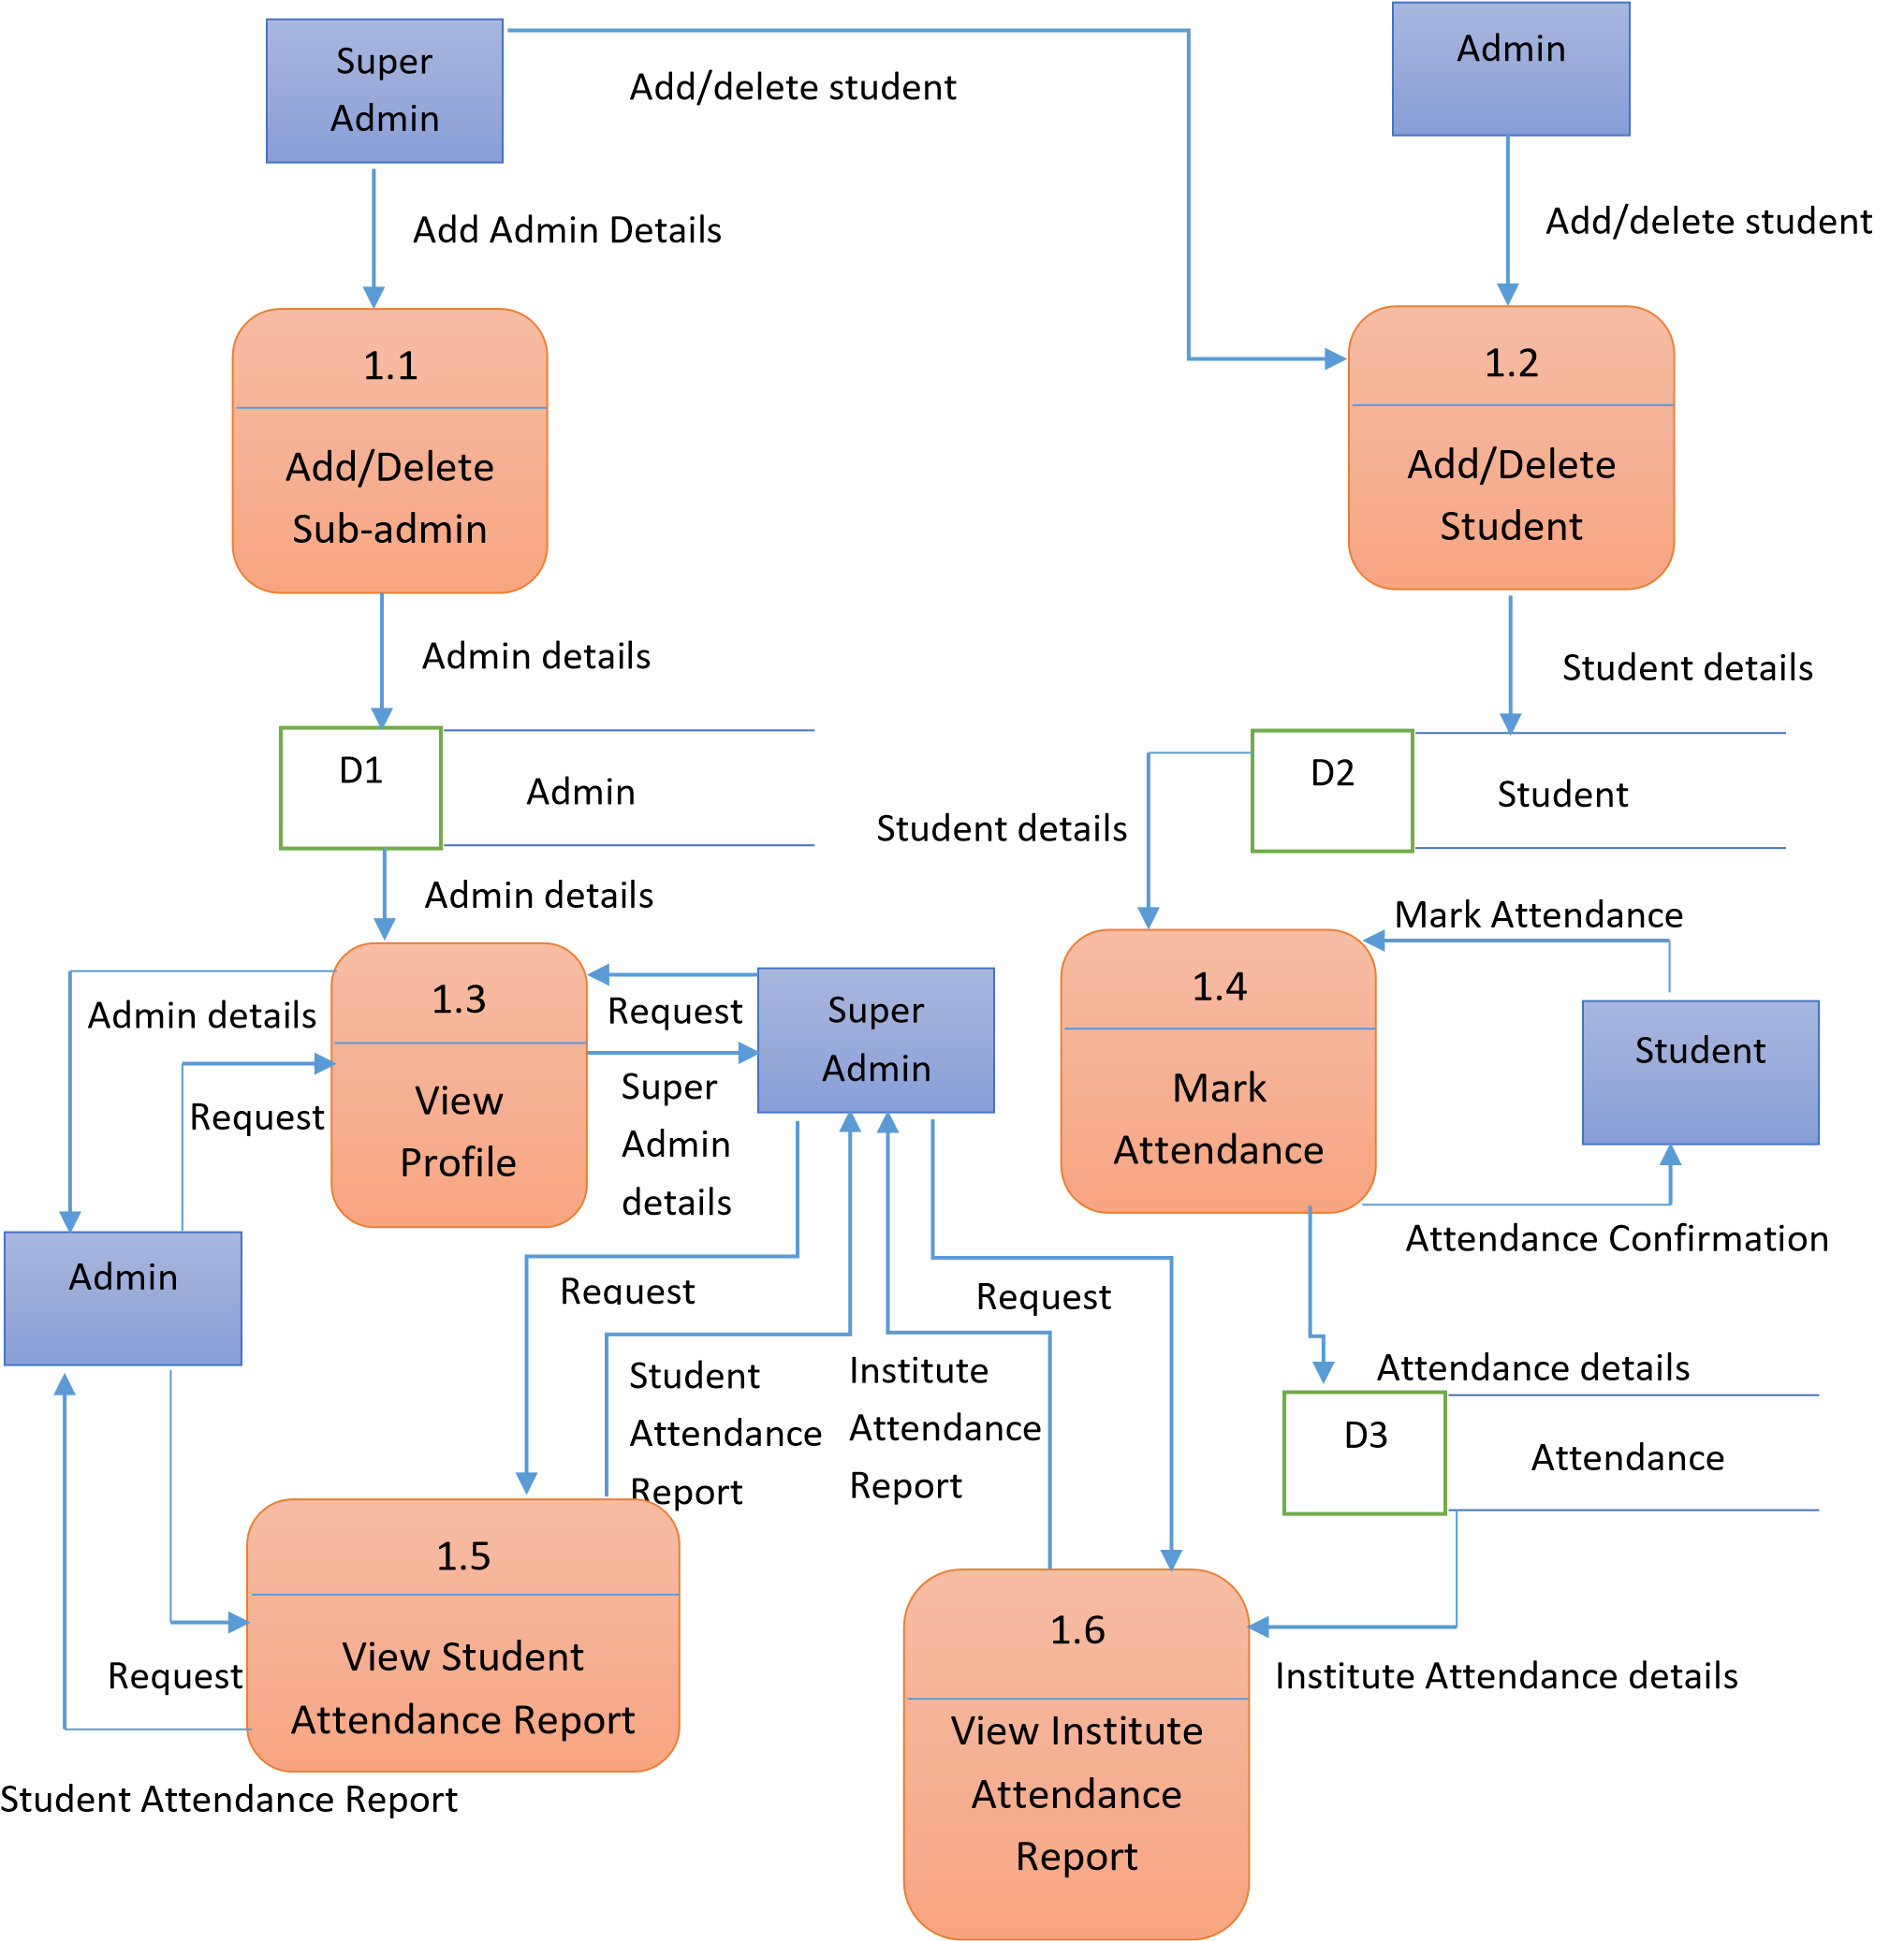 Super
Admin
Add/delete student
Admin
Add Admin Details
Add/delete student
1.1
Add/Delete
Sub-admin
1.2
Add/Delete
Student
Admin details
Student details
D1
Admin
D2
Student
Student details
Admin details
Mark Attendance
Admin details
1.3
View
Profile
Request
Super
Admin
1.4
Mark
Attendance
Student
Request
Super
Admin
details
Attendance Confirmation
Admin
Request
Request
Student
Attendance
Report
Institute
Attendance
Report
Attendance details
D3
Attendance
1.5
View Student
Attendance Report
Request
1.6
View Institute
Attendance
Report
Institute Attendance details
Student Attendance Report